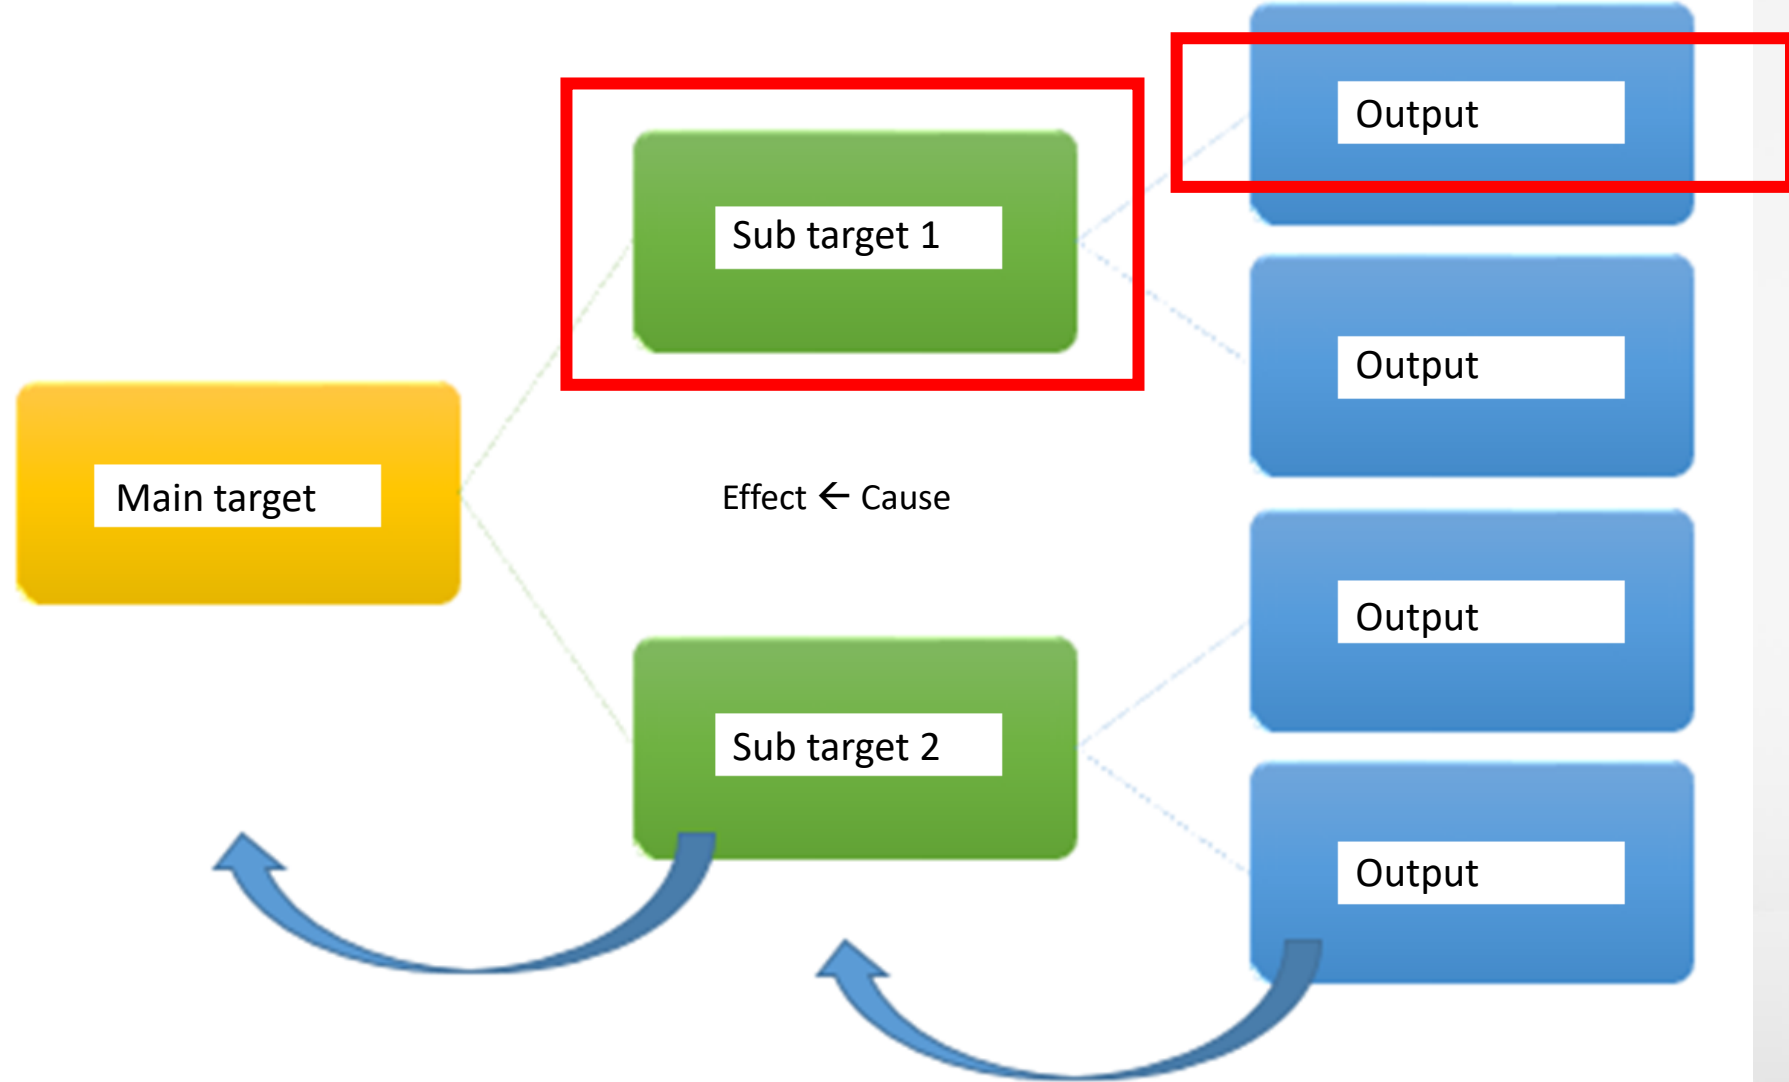 Output
Sub target 1
Output
Main target
Effect ← Cause
Output
Sub target 2
Output